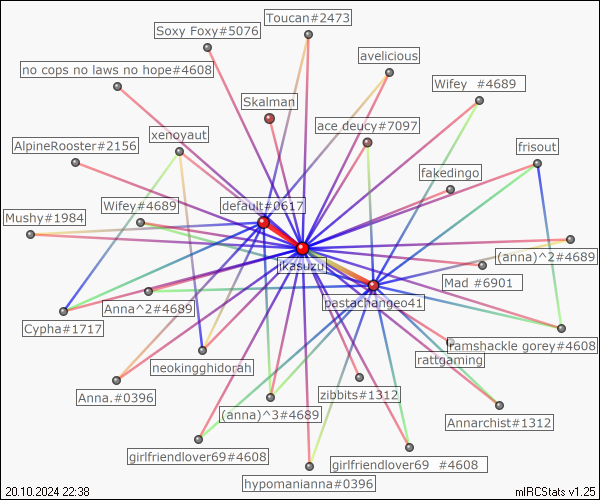 Toucan#2473
Soxy Foxy#5076
avelicious
no cops no laws no hope#4608
Wifey  #4689
Skalman
ace deucy#7097
xenoyaut
AlpineRooster#2156
frisout
fakedingo
Wifey#4689
default#0617
Mushy#1984
(anna)^2#4689
jkasuzu
Mad #6901
pastachangeo41
Anna^2#4689
Cypha#1717
ramshackle gorey#4608
rattgaming
neokingghidorah
Anna.#0396
zibbits#1312
(anna)^3#4689
Annarchist#1312
girlfriendlover69#4608
girlfriendlover69  #4608
hypomanianna#0396
20.10.2024 22:38
mIRCStats v1.25